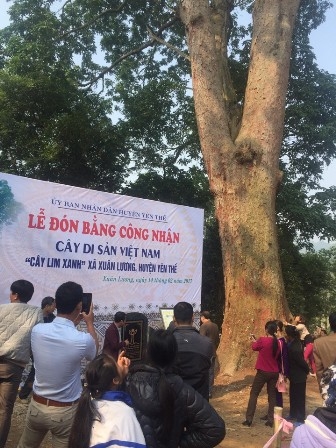 ỦY BAN NHÂN DÂN HUYỆN YÊN THẾ
LỄ ĐÓN BẰNG CÔNG NHẬN
CÂY DI SẢN VIỆT NAM
"CÂY LIM XANH" XÃ XUÂN LƯƠNG, HUYỆN YÊN THẾ
Xuân Lương, ngày 10 tháng 02 năm 2017